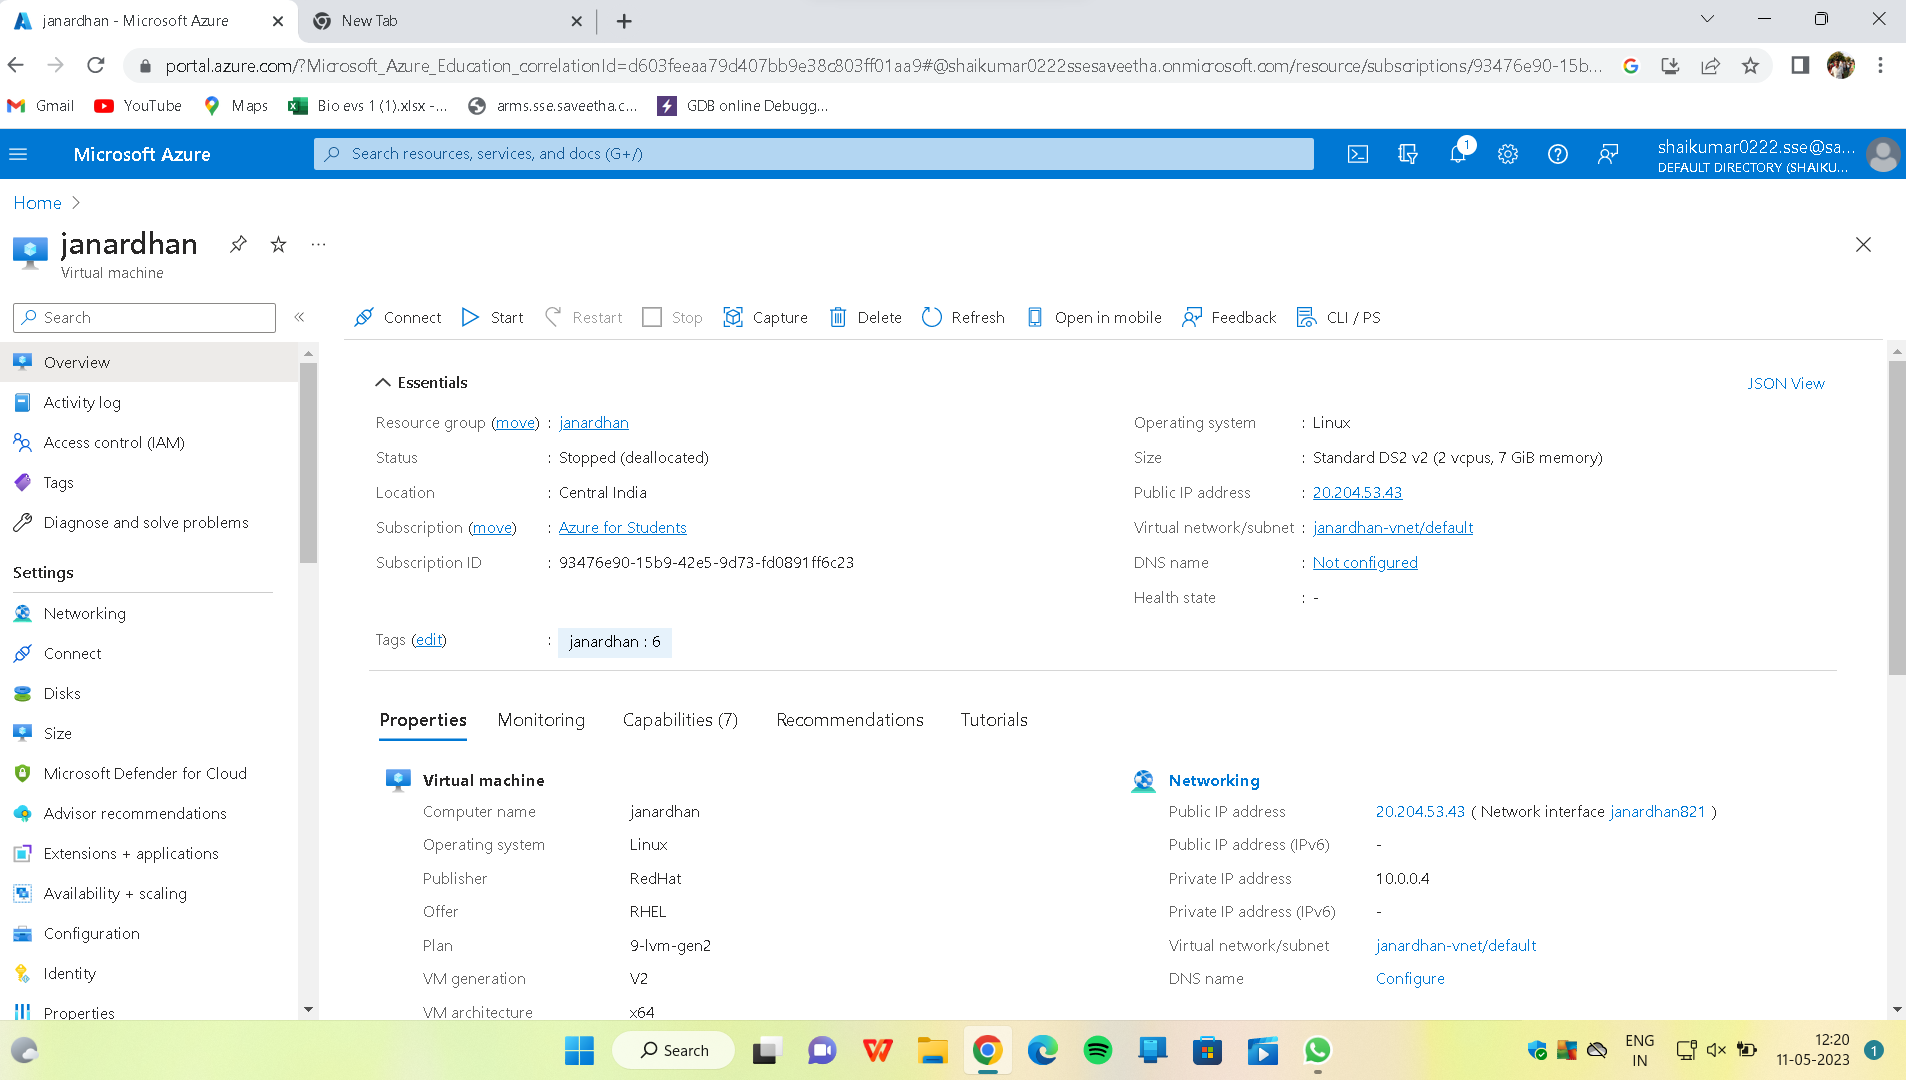 janardhan - Microsoft Azure
New Tab
portal.azure.com/?Microsoft_Azure_Education_correlationId=d603feeaa79d407bb9e38c803ff01aa9#@shaikumar0222ssesaveetha.onmicrosoft.com/resource/subscriptions/93476e90-15b...
Gmail
YouTube
Maps
Bio evs 1 (1).xlsx -...
arms.sse.saveetha.c...
GDB online Debugg...
Microsoft Azure
Search resources, services, and docs (G+/)
1
shaikumar0222.sse@sa...
DEFAULT DIRECTORY (SHAIKU...
Home
janardhan
Virtual machine
Search
Connect
Start
Restart
Stop
Capture
Delete
Refresh
Open in mobile
Feedback
CLI / PS
Overview
Activity log
Access control (IAM)
Tags
Diagnose and solve problems
Settings
Networking
Connect
Disks
Size
Microsoft Defender for Cloud
Advisor recommendations
Extensions + applications
Availability + scaling
Configuration
Identity
Properties
Essentials
JSON View
Resource group (move) : janardhan
Status : Stopped (deallocated)
Location : Central India
Subscription (move) : Azure for Students
Subscription ID : 93476e90-15b9-42e5-9d73-fd0891ff6c23
Operating system : Linux
Size : Standard DS2 v2 (2 vcpus, 7 GiB memory)
Public IP address : 20.204.53.43
Virtual network/subnet : janardhan-vnet/default
DNS name : Not configured
Health state : -
Tags (edit) : janardhan : 6
Properties
Monitoring
Capabilities (7)
Recommendations
Tutorials
Virtual machine
Computer name janardhan
Operating system Linux
Publisher RedHat
Offer RHEL
Plan 9-lvm-gen2
VM generation V2
VM architecture x64
Networking
Public IP address 20.204.53.43 ( Network interface janardhan821 )
Public IP address (IPv6) -
Private IP address 10.0.0.4
Private IP address (IPv6) -
Virtual network/subnet janardhan-vnet/default
DNS name Configure
Search
ENG
IN
12:20
11-05-2023
1